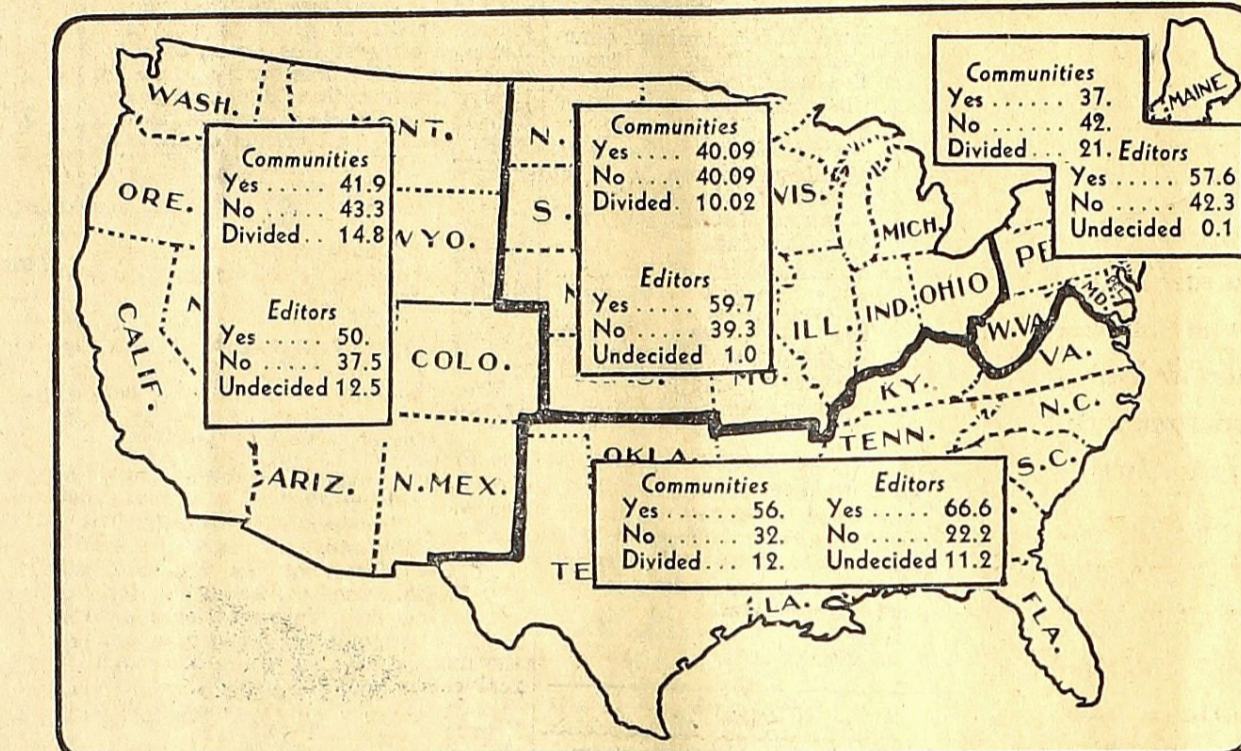 WASH.
NT.
ORE.
WYO.
CALIF.
COLO.
ARIZ.
N.MEX.
Communities
Yes ..... 41.9
No ...... 43.3
Divided .. 14.8
Editors
Yes ..... 50.
No ...... 37.5
Undecided 12.5
N.
S.
N
Communities
Yes .... 40.09
No ..... 40.09
Divided. 10.02
Editors
Yes ..... 59.7
No ...... 39.3
Undecided 1.0
VIS.
MICH.
ILL.
IND.
OHIO
PE
MD.
W.VA
VA.
MO.
KY.
N.C.
TENN.
S.C.
OKLA.
TE
LA.
FLA.
MAINE
Communities
Yes ...... 37.
No ....... 42.
Divided ... 21.
Editors
Yes ..... 57.6
No ...... 42.3
Undecided 0.1
Communities
Yes ....... 56.
No ........ 32.
Divided ... 12.
Editors
Yes ..... 66.6
No ...... 22.2
Undecided 11.2